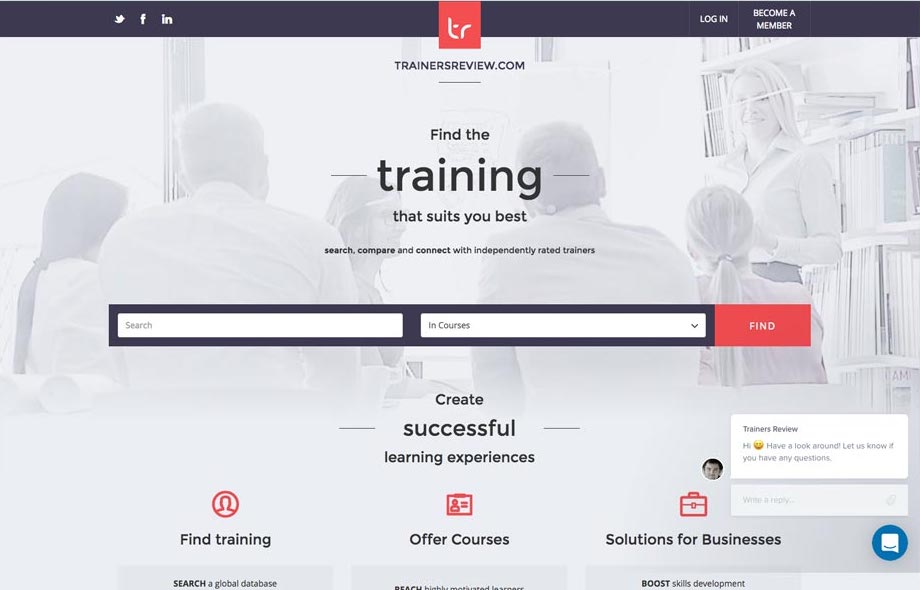 LOG IN
BECOME A
MEMBER
tr
TRAINERSREVIEW.COM
Find the
training
that suits you best
search, compare and connect with independently rated trainers
Search
In Courses
FIND
Create
successful
learning experiences
Trainers Review
Hi 😄 Have a look around! Let us know if
you have any questions.
Write a reply...
Find training
Offer Courses
Solutions for Businesses
SEARCH a global database
REACH highly motivated learners
BOOST skills development